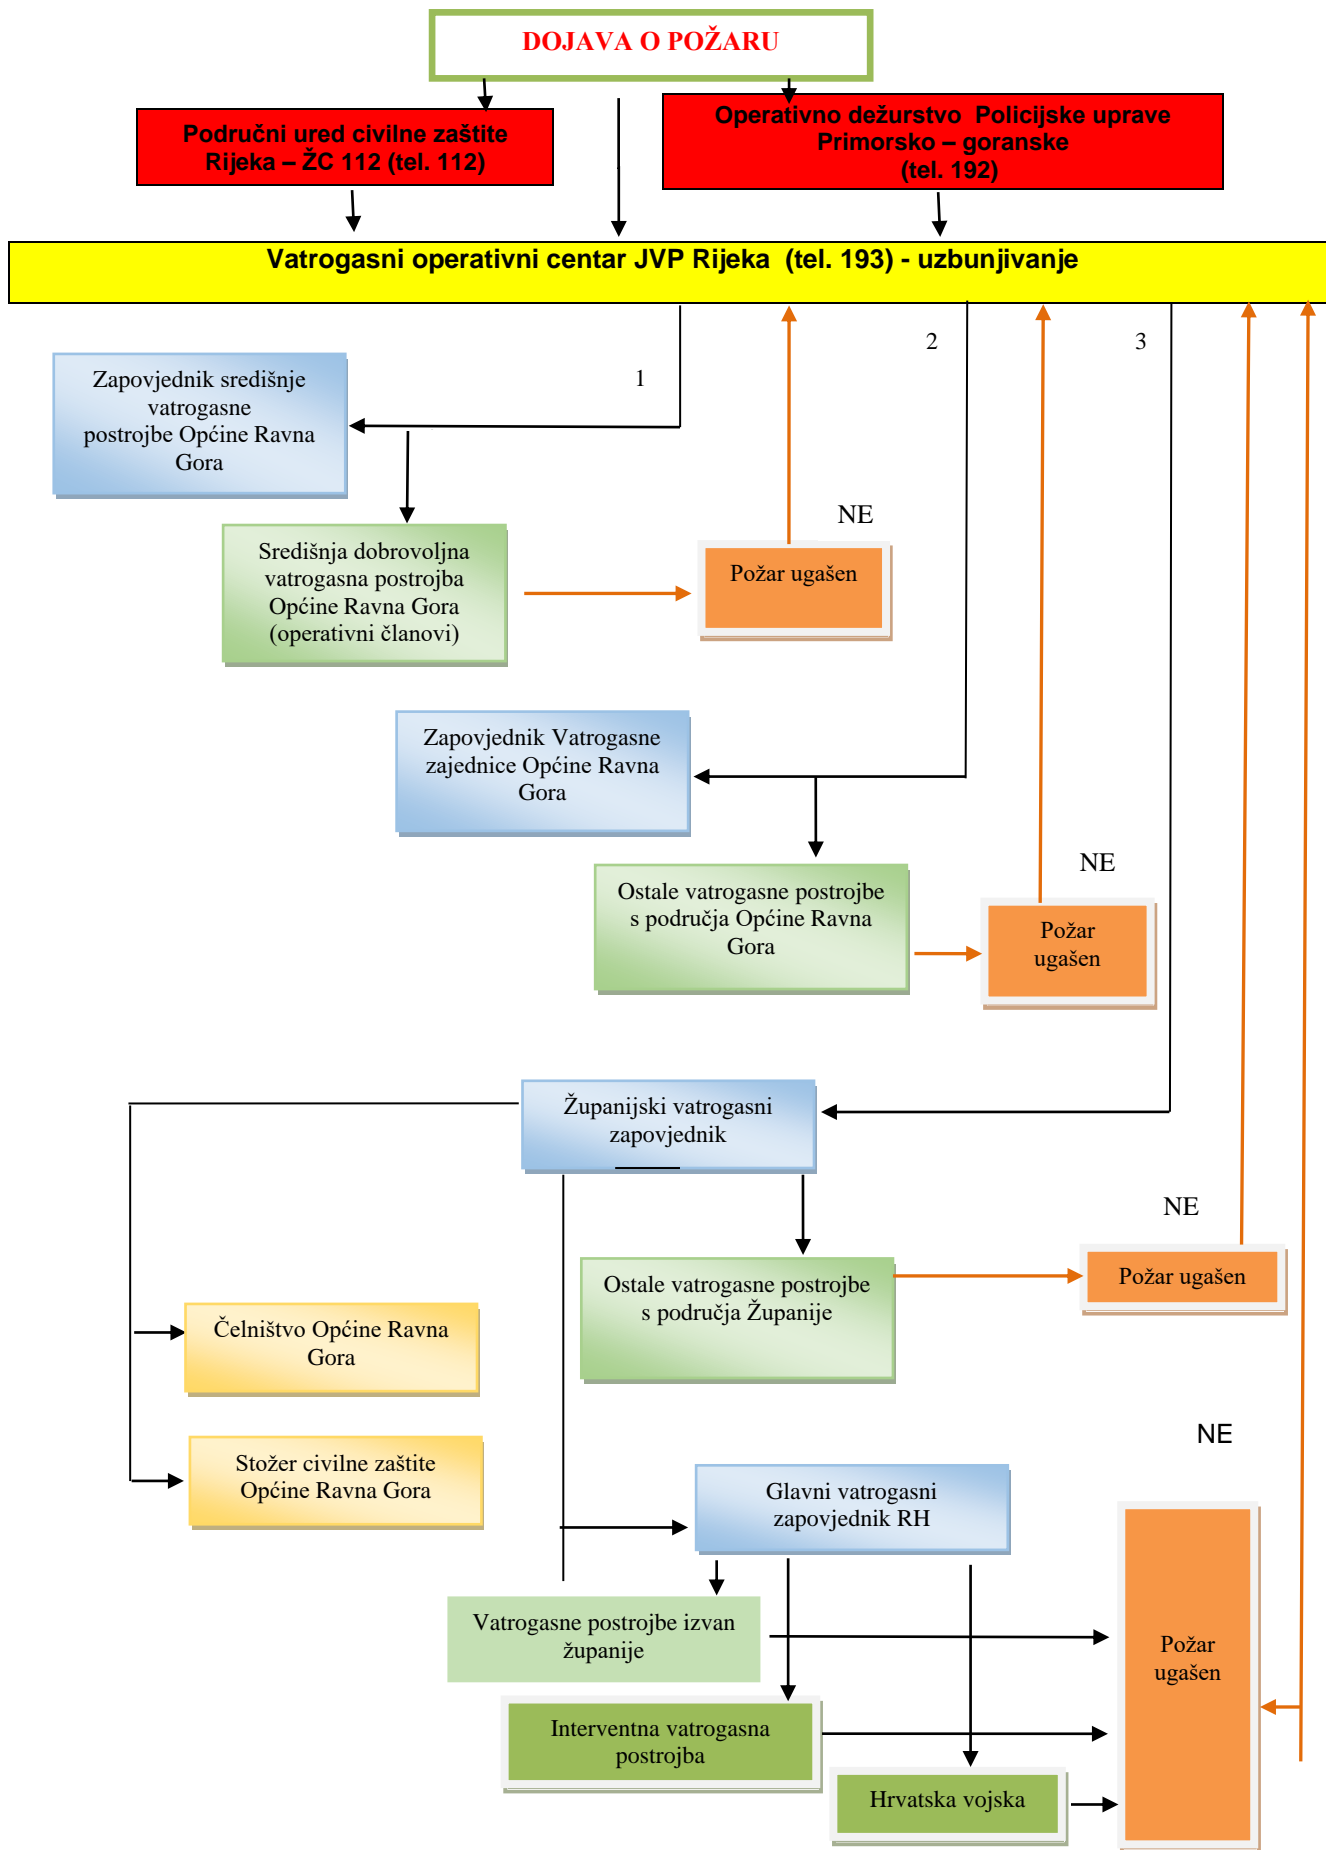 DOJAVA O POŽARU
Područni ured civilne zaštite
Rijeka – ŽC 112 (tel. 112)
Operativno dežurstvo Policijske uprave
Primorsko – goranske
(tel. 192)
Vatrogasni operativni centar JVP Rijeka (tel. 193) - uzbunjivanje
1
2
3
Zapovjednik središnje
vatrogasne
postrojbe Općine Ravna
Gora
NE
Središnja dobrovoljna
vatrogasna postrojba
Općine Ravna Gora
(operativni članovi)
Požar ugašen
Zapovjednik Vatrogasne
zajednice Općine Ravna
Gora
NE
Ostale vatrogasne postrojbe
s područja Općine Ravna
Gora
Požar
ugašen
Županijski vatrogasni
zapovjednik
NE
Ostale vatrogasne postrojbe
s područja Županije
Požar ugašen
Čelništvo Općine Ravna
Gora
Stožer civilne zaštite
Općine Ravna Gora
NE
Glavni vatrogasni
zapovjednik RH
Vatrogasne postrojbe izvan
županije
Požar
ugašen
Interventna vatrogasna
postrojba
Hrvatska vojska